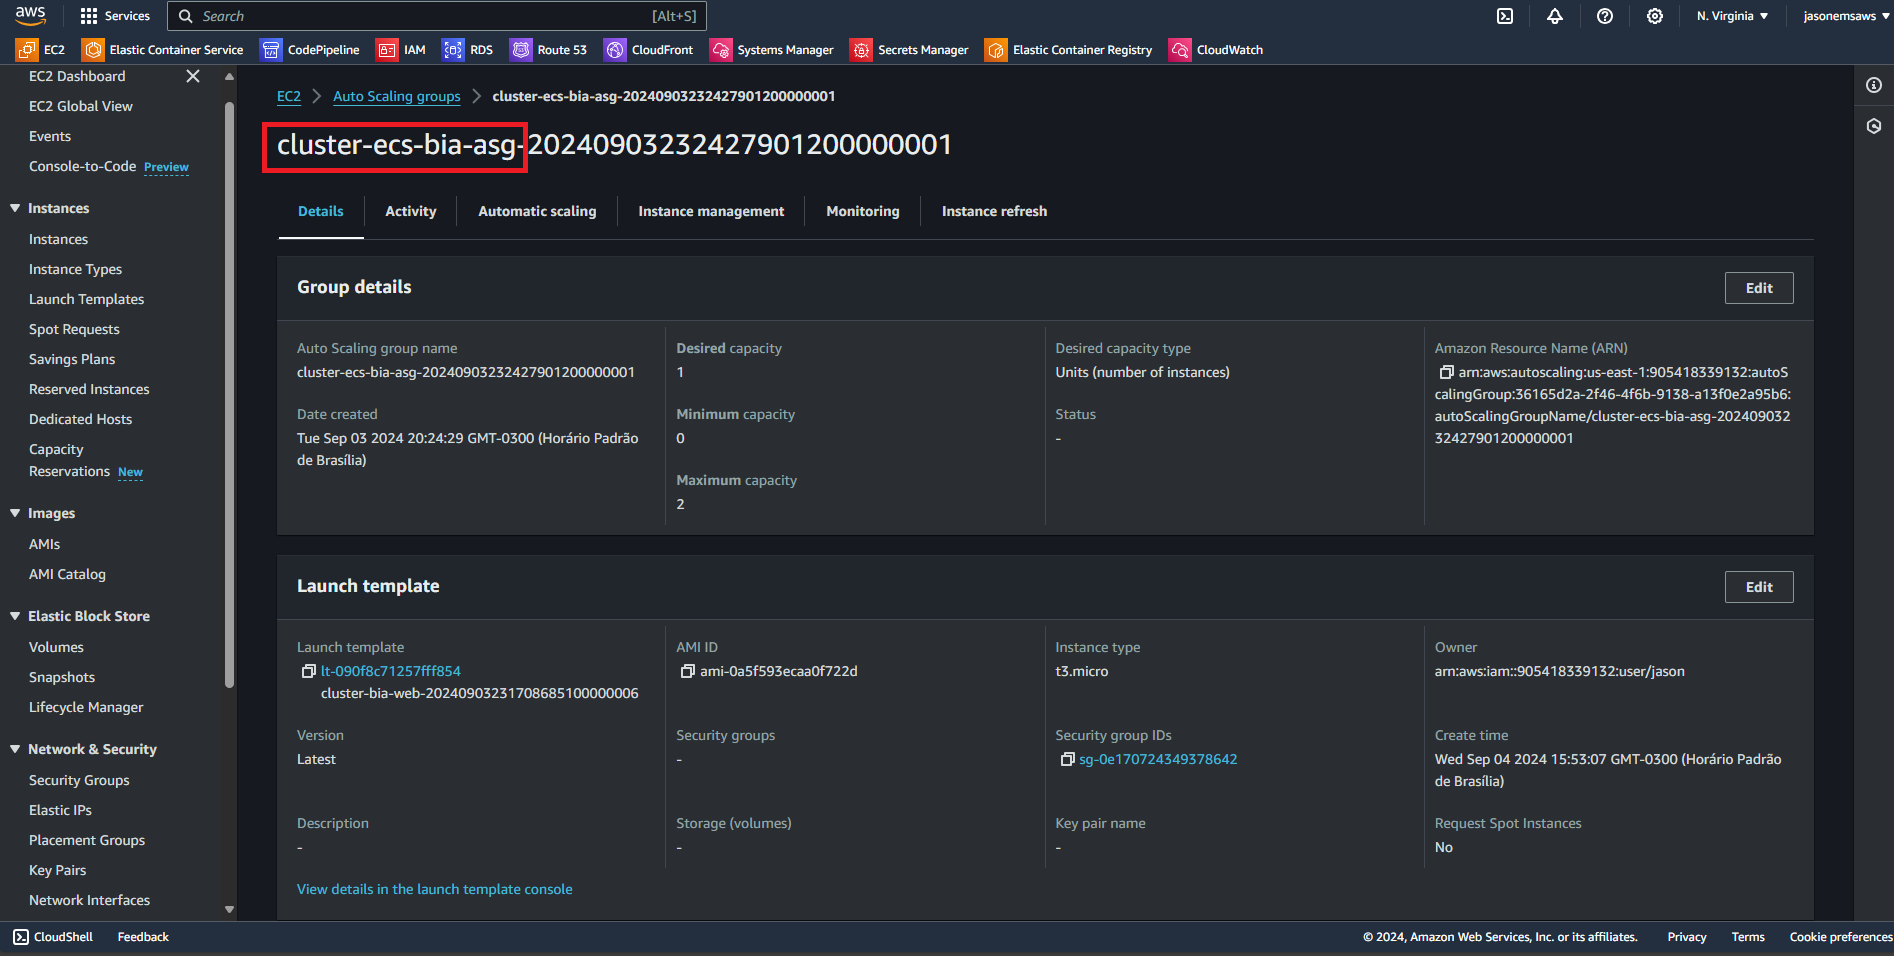 aws
Services
Search
[Alt+S]
N. Virginia
jasonemsaws
EC2
Elastic Container Service
CodePipeline
IAM
RDS
Route 53
CloudFront
Systems Manager
Secrets Manager
Elastic Container Registry
CloudWatch
EC2 Dashboard
EC2 Global View
Events
Console-to-Code Preview
Instances
Instances
Instance Types
Launch Templates
Spot Requests
Savings Plans
Reserved Instances
Dedicated Hosts
Capacity
Reservations New
Images
AMIs
AMI Catalog
Elastic Block Store
Volumes
Snapshots
Lifecycle Manager
Network & Security
Security Groups
Elastic IPs
Placement Groups
Key Pairs
Network Interfaces
EC2 > Auto Scaling groups > cluster-ecs-bia-asg-20240903232427901200000001
cluster-ecs-bia-asg-20240903232427901200000001
Details
Activity
Automatic scaling
Instance management
Monitoring
Instance refresh
Group details
Edit
Auto Scaling group name
cluster-ecs-bia-asg-20240903232427901200000001
Date created
Tue Sep 03 2024 20:24:29 GMT-0300 (Horário Padrão
de Brasília)
Desired capacity
1
Minimum capacity
0
Maximum capacity
2
Desired capacity type
Units (number of instances)
Status
-
Amazon Resource Name (ARN)
arn:aws:autoscaling:us-east-1:905418339132:autoS
calingGroup:36165d2a-2f46-4f6b-9138-a13f0e2a95b6:
autoScalingGroupName/cluster-ecs-bia-asg-202409032
32427901200000001
Launch template
Edit
Launch template
lt-090f8c71257fff854
cluster-bia-web-20240903231708685100000006
AMI ID
ami-0a5f593ecaa0f722d
Instance type
t3.micro
Owner
arn:aws:iam::905418339132:user/jason
Version
Latest
Security groups
-
Security group IDs
sg-0e170724349378642
Create time
Wed Sep 04 2024 15:53:07 GMT-0300 (Horário Padrão
de Brasília)
Description
-
Storage (volumes)
-
Key pair name
-
Request Spot Instances
No
View details in the launch template console
CloudShell
Feedback
© 2024, Amazon Web Services, Inc. or its affiliates.
Privacy
Terms
Cookie preferences